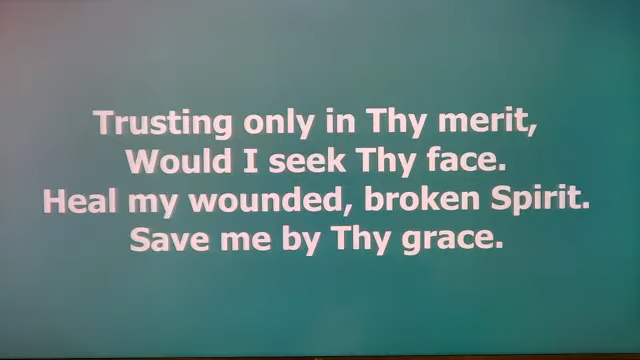 Trusting only in Thy merit,
Would I seek Thy face.
Heal my wounded, broken Spirit.
Save me by Thy grace.